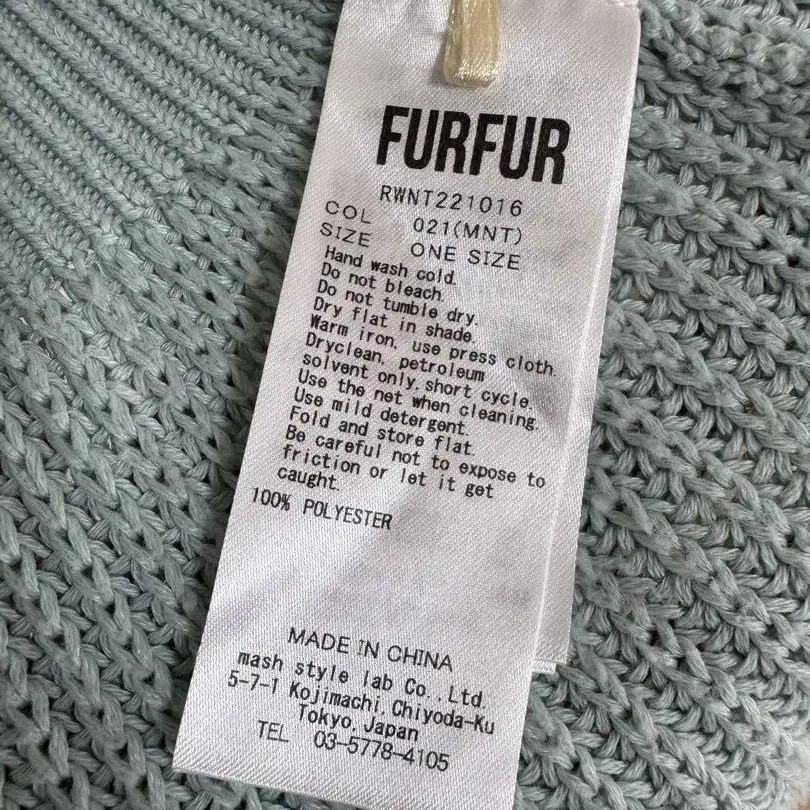 FURFUR
RWNT221016
COL 021(MNT)
SIZE ONE SIZE
Hand wash cold.
Do not bleach.
Do not tumble dry.
Dry flat in shade.
Warm iron, use press cloth.
Dryclean, petroleum
solvent only. short cycle.
Use the net when cleaning.
Use mild detergent.
Fold and store flat.
Be careful not to expose to
friction or let it get
caught.
100% POLYESTER
MADE IN CHINA
mash style lab Co.,Ltd.
5-7-1 Kojimachi,Chiyoda-Ku
Tokyo,Japan
TEL 03-5778-4105